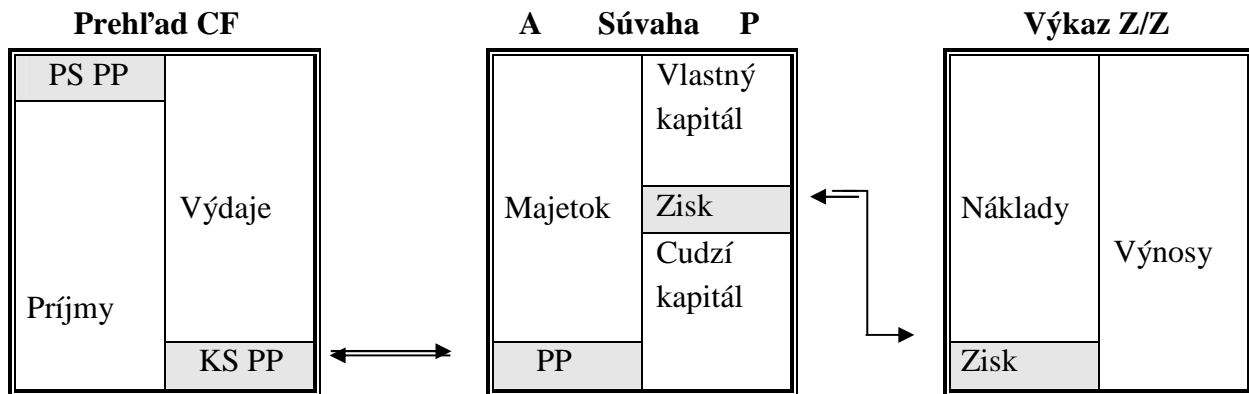 Prehľad CF
A Súvaha P
Výkaz Z/Z
PS PP
Výdaje
Príjmy
KS PP
Majetok
PP
Vlastný
kapitál
Zisk
Cudzí
kapitál
Náklady
Zisk
Výnosy